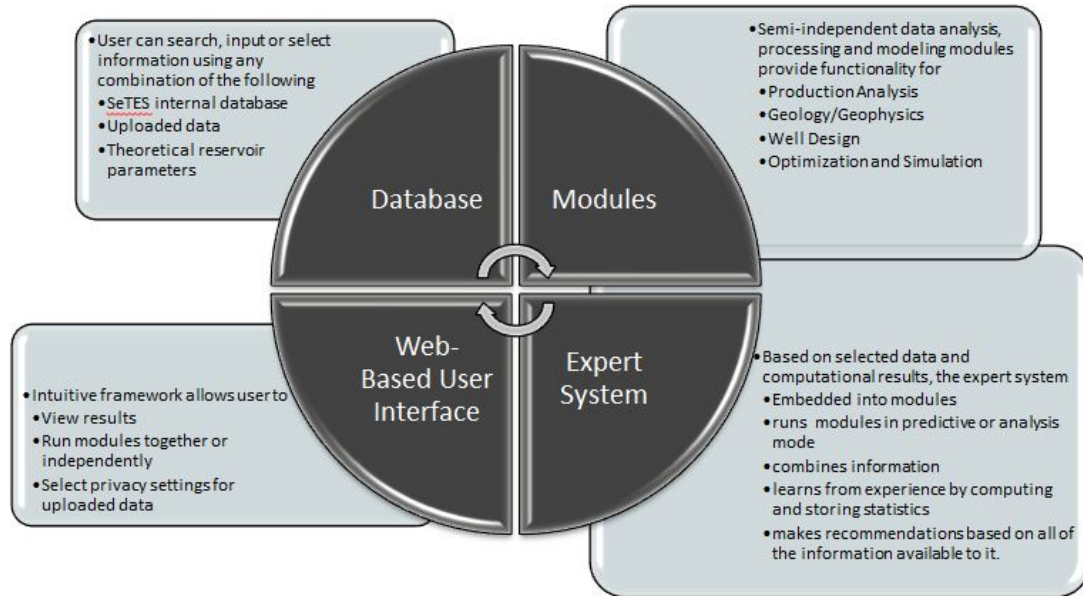 •User can search, input or select
information using any
combination of the following
•SeTES internal database
•Uploaded data
•Theoretical reservoir
parameters
•Semi-independent data analysis,
processing and modeling modules
provide functionality for
•Production Analysis
•Geology/Geophysics
•Well Design
•Optimization and Simulation
Database
Modules
Web-
Based User
Interface
Expert
System
•Intuitive framework allows user to
•View results
•Run modules together or
independently
•Select privacy settings for
uploaded data
•Based on selected data and
computational results, the expert system
•Embedded into modules
•runs modules in predictive or analysis
mode
•combines information
•learns from experience by computing
and storing statistics
•makes recommendations based on all of
the information available to it.